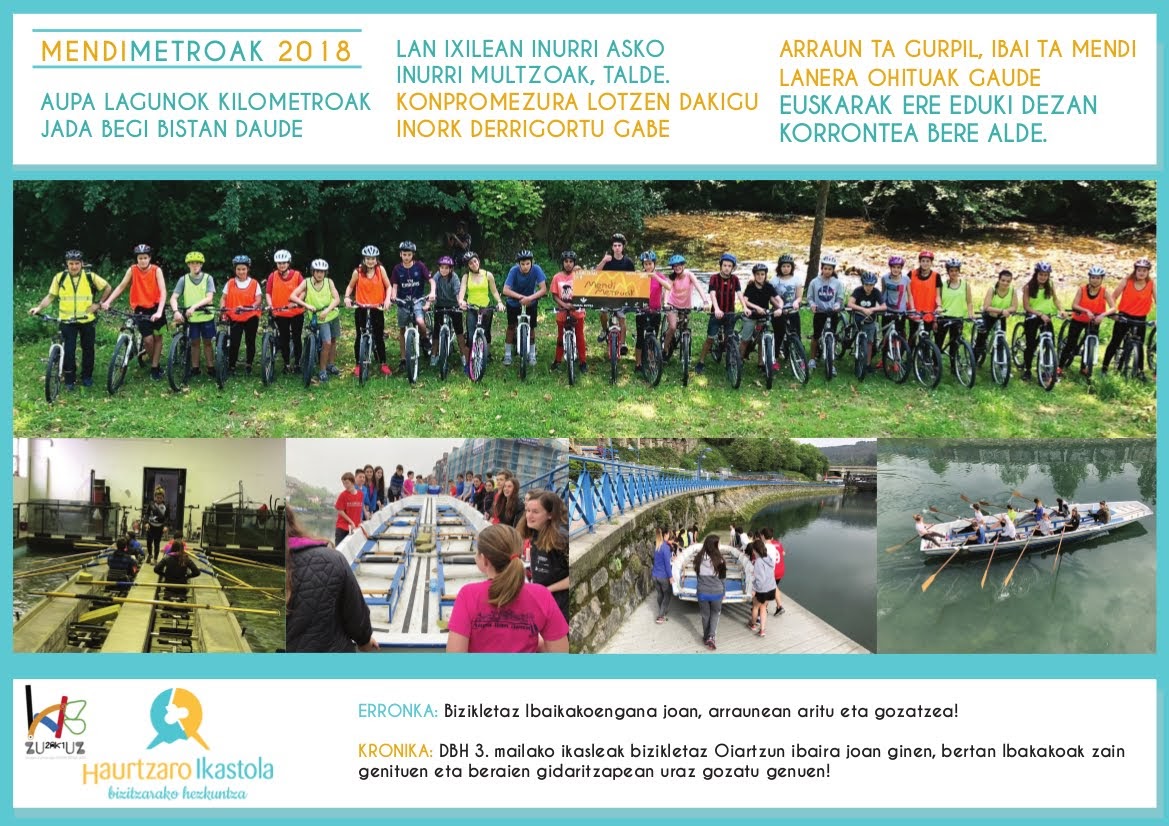 MENDIMETROAK 2018
AUPA LAGUNOK KILOMETROAK
JADA BEGI BISTAN DAUDE
LAN IXILEAN INURRI ASKO
INURRI MULTZOAK, TALDE.
KONPROMEZURA LOTZEN DAKIGU
INORK DERRIGORTU GABE
ARRAUN TA GURPIL, IBAI TA MENDI
LANERA OHITUAK GAUDE
EUSKARAK ERE EDUKI DEZAN
KORRONTEA BERE ALDE.
Mendi
Metroak
ERRONKA: Bizikletaz Ibaikakoengana joan, arraunean aritu eta gozatzea!
KRONIKA: DBH 3. mailako ikasleak bizikletaz Oiartzun ibaira joan ginen, bertan Ibakakoak zain
genituen eta beraien gidaritzapean uraz gozatu genuen!
Haurtzaro Ikastola
bizitzarako hezkuntza